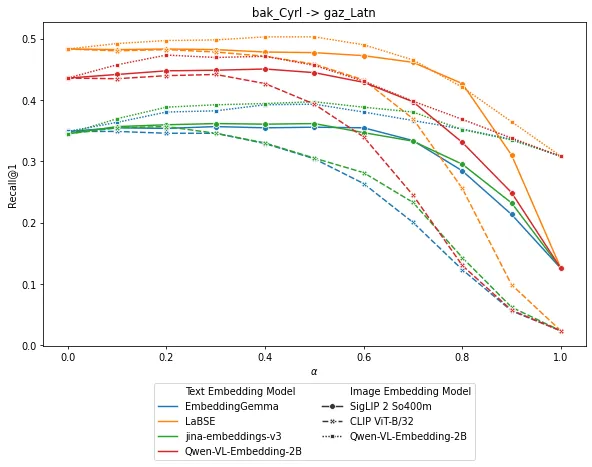 bak_Cyrl -> gaz_Latn
Recall@1
0.5
0.4
0.3
0.2
0.1
0.0
0.0 0.2 0.4 0.6 0.8 1.0
α
Text Embedding Model
EmbeddingGemma
LaBSE
jina-embeddings-v3
Qwen-VL-Embedding-2B
Image Embedding Model
SigLIP 2 So400m
CLIP ViT-B/32
Qwen-VL-Embedding-2B